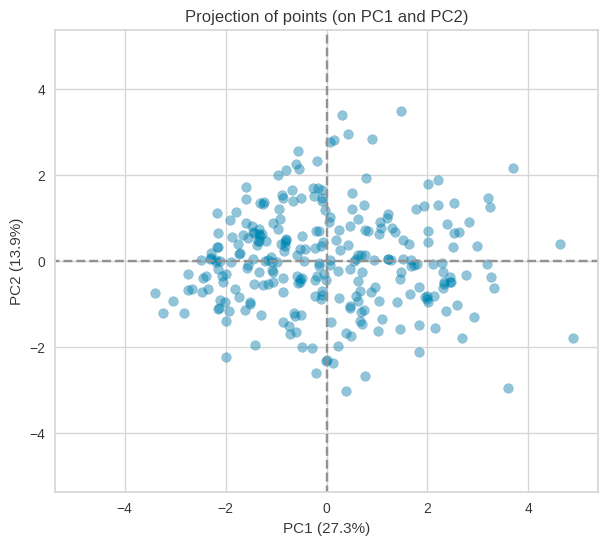 Projection of points (on PC1 and PC2)
4
2
0
−2
−4
PC2 (13.9%)
−4 −2 0 2 4
PC1 (27.3%)